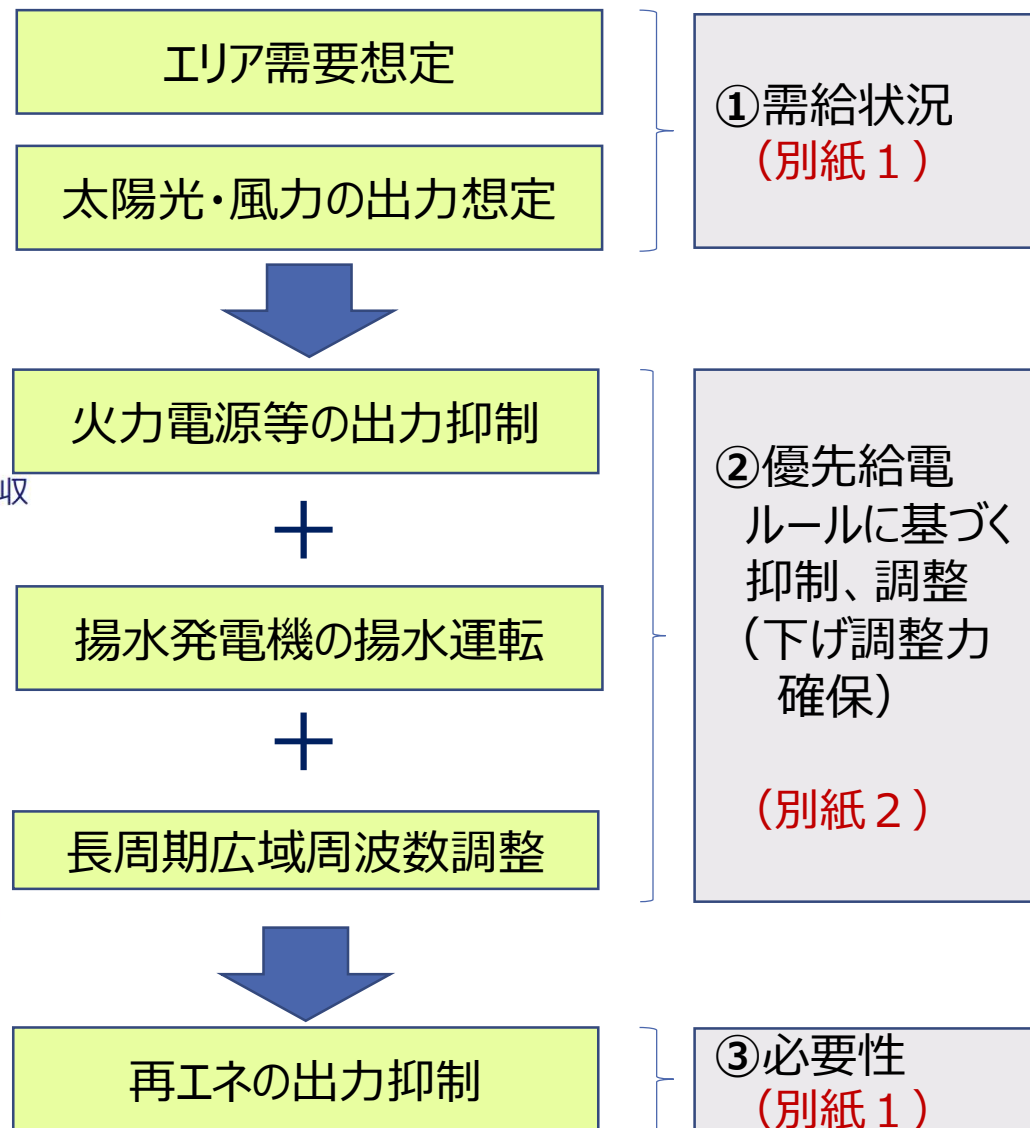 エリア需要想定
太陽光・風力の出力想定
①需給状況
（別紙１）
火力電源等の出力抑制
収
＋
揚水発電機の揚水運転
＋
長周期広域周波数調整
②優先給電
ルールに基づく
抑制、調整
（下げ調整力
確保）
（別紙２）
再エネの出力抑制
③必要性
（別紙１）